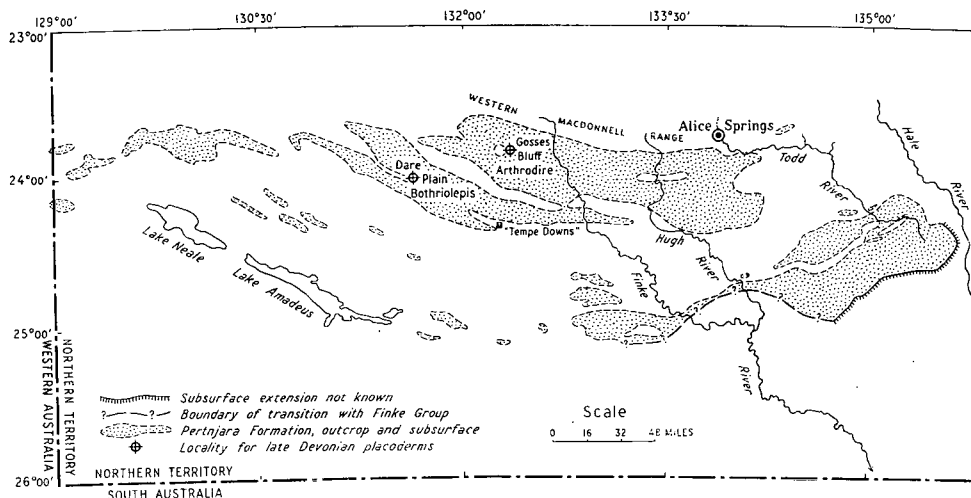 129°00' 130°,5' 132°00' 133°30' 135°00'
23°00'
WESTERN MACDONNELL RANGE
Alice Springs
Gosses
Bluff
Arthrodire
Dare
Plain
Bothriolepis
Todd
River
Hale
River
24°00'
"Tempe Downs"
Hugh
River
Finke
River
Lake Neale
Lake Amadeus
25°00'
NORTHERN TERRITORY
WESTERN AUSTRALIA
Subsurface extension not known
?— —?— Boundary of transition with Finke Group
Pertnjara Formation, outcrop and subsurface
Locality for late Devonian placoderms
Scale
0 16 32 48 MILES
26°00'
NORTHERN TERRITORY
SOUTH AUSTRALIA